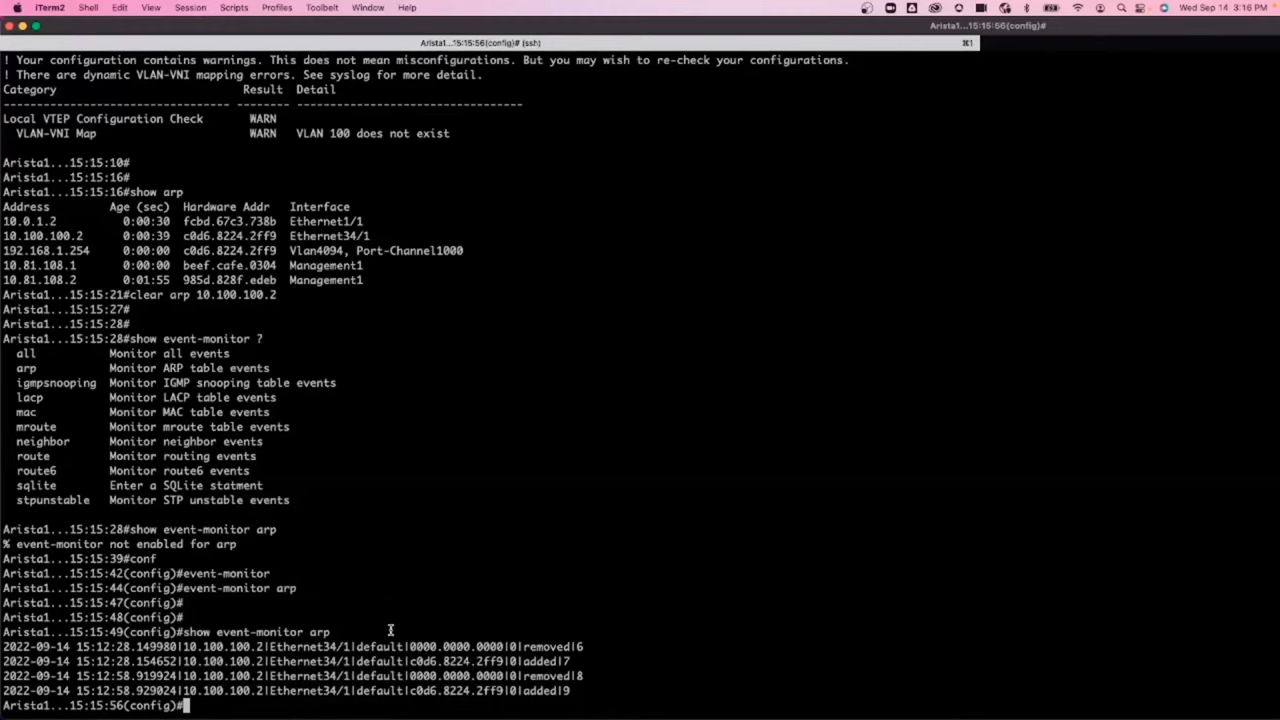 iTerm2 Shell Edit View Session Scripts Profiles Toolbelt Window Help Wed Sep 14 3:16 PM
Arista1...15:15:56(config)#
Arista1...15:15:56(config)# (ssh) ⌘1
! Your configuration contains warnings. This does not mean misconfigurations. But you may wish to re-check your configurations.
! There are dynamic VLAN-VNI mapping errors. See syslog for more detail.
Category Result Detail
---------------------------------- -------- ----------------------------------
Local VTEP Configuration Check WARN
VLAN-VNI Map WARN VLAN 100 does not exist
Arista1...15:15:10#
Arista1...15:15:16#
Arista1...15:15:16#show arp
Address Age (sec) Hardware Addr Interface
10.0.1.2 0:00:30 fcbd.67c3.738b Ethernet1/1
10.100.100.2 0:00:39 c0d6.8224.2ff9 Ethernet34/1
192.168.1.254 0:00:00 c0d6.8224.2ff9 Vlan4094, Port-Channel1000
10.81.108.1 0:00:00 beef.cafe.0304 Management1
10.81.108.2 0:01:55 985d.828f.edeb Management1
Arista1...15:15:21#clear arp 10.100.100.2
Arista1...15:15:27#
Arista1...15:15:28#
Arista1...15:15:28#show event-monitor ?
all Monitor all events
arp Monitor ARP table events
igmpsnooping Monitor IGMP snooping table events
lacp Monitor LACP table events
mac Monitor MAC table events
mroute Monitor mroute table events
neighbor Monitor neighbor events
route Monitor routing events
route6 Monitor route6 events
sqlite Enter a SQLite statment
stpunstable Monitor STP unstable events
Arista1...15:15:28#show event-monitor arp
% event-monitor not enabled for arp
Arista1...15:15:39#conf
Arista1...15:15:42(config)#event-monitor
Arista1...15:15:44(config)#event-monitor arp
Arista1...15:15:47(config)#
Arista1...15:15:48(config)#
Arista1...15:15:49(config)#show event-monitor arp
2022-09-14 15:12:28.149980|10.100.100.2|Ethernet34/1|default|0000.0000.0000|0|removed|6
2022-09-14 15:12:28.154652|10.100.100.2|Ethernet34/1|default|c0d6.8224.2ff9|0|added|7
2022-09-14 15:12:58.919924|10.100.100.2|Ethernet34/1|default|0000.0000.0000|0|removed|8
2022-09-14 15:12:58.929024|10.100.100.2|Ethernet34/1|default|c0d6.8224.2ff9|0|added|9
Arista1...15:15:56(config)#